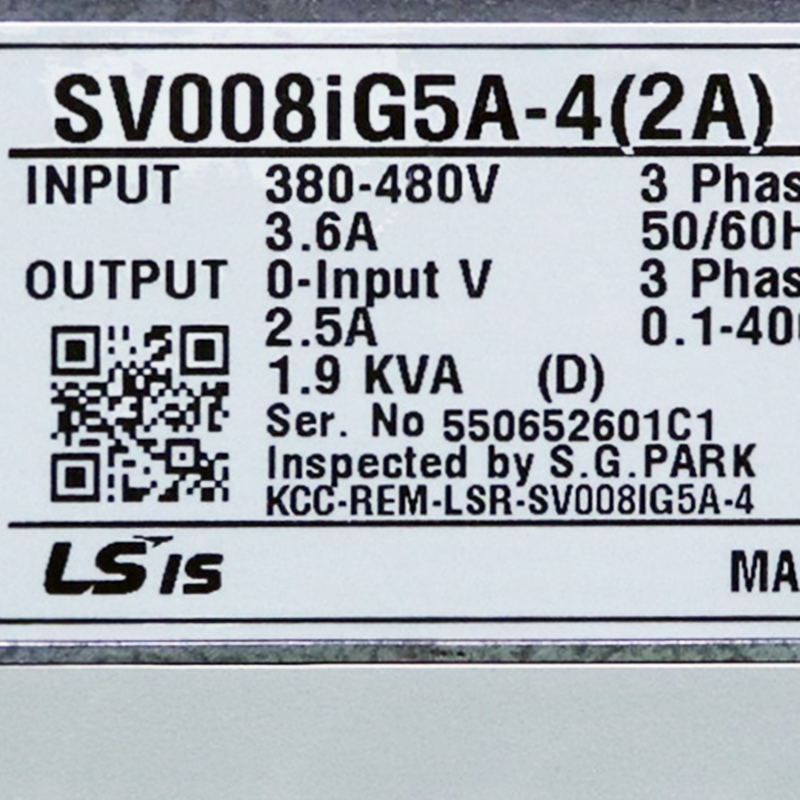 SV008iG5A-4(2A)
INPUT 380-480V 3 Phas
3.6A 50/60H
OUTPUT 0-Input V 3 Phas
2.5A 0.1-400
1.9 KVA (D)
Ser. No 550652601C1
Inspected by S.G.PARK
KCC-REM-LSR-SV008IG5A-4
LS is MA